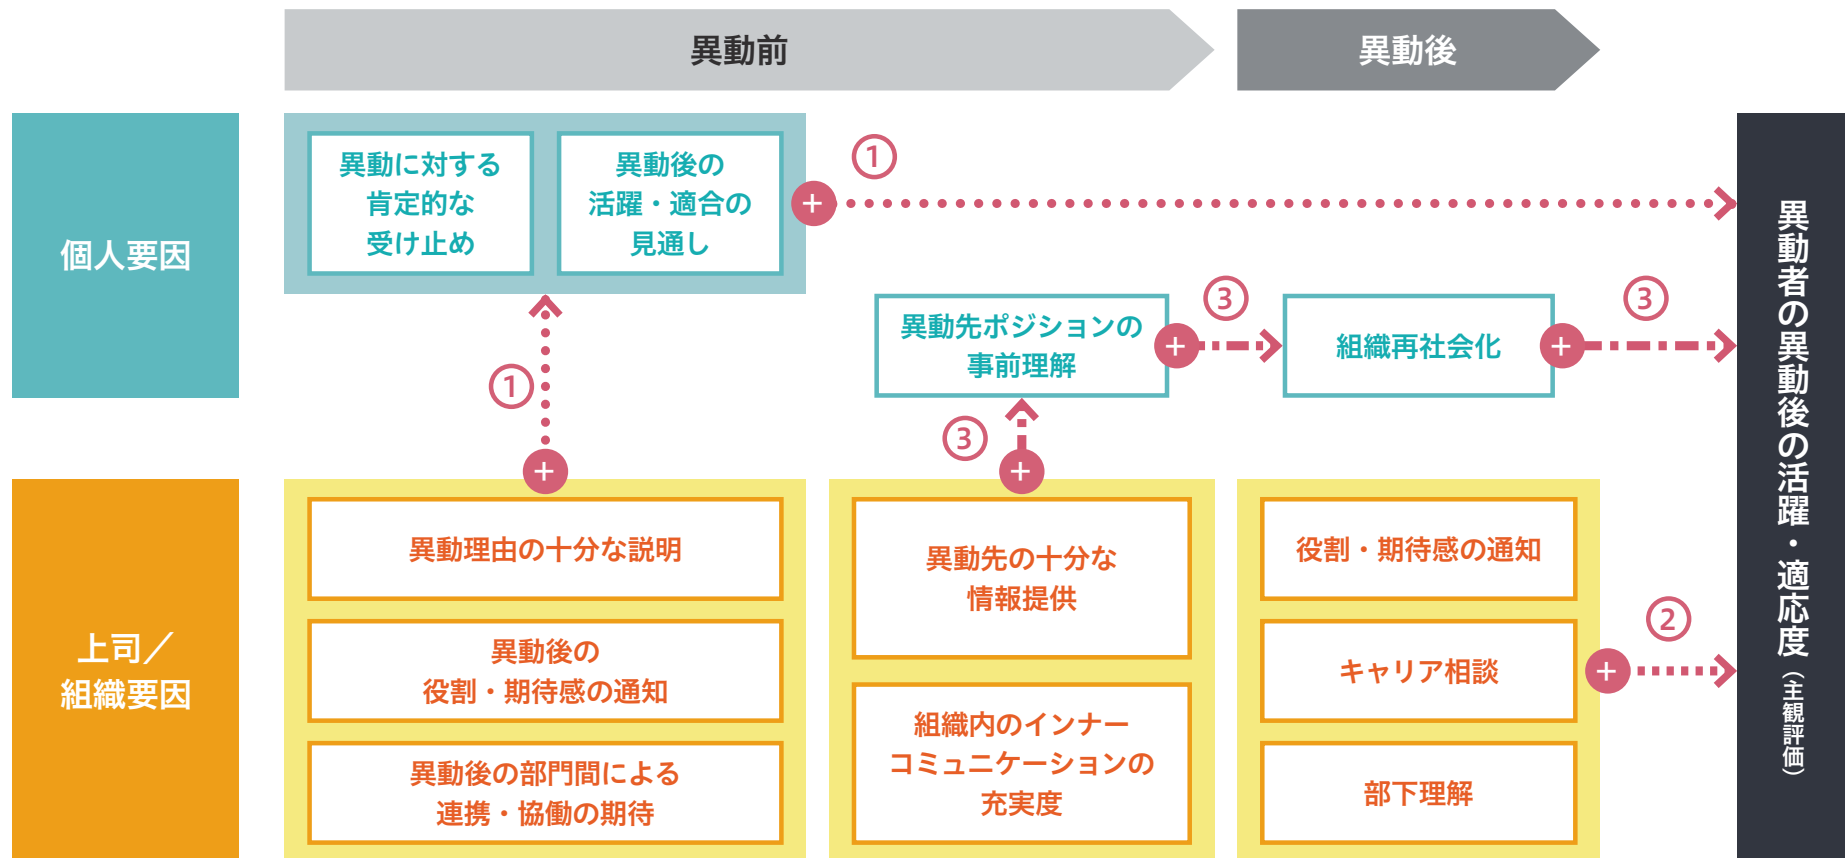 異動前
異動後
個人要因
異動に対する
肯定的な
受け止め
異動後の
活躍・適合の
見通し
+
①
①
+
異動先ポジションの
事前理解
+
③
組織再社会化
+
③
③
+
上司／
組織要因
異動理由の十分な説明
異動後の
役割・期待感の通知
異動後の部門間による
連携・協働の期待
異動先の十分な
情報提供
組織内のインナー
コミュニケーションの
充実度
役割・期待感の通知
キャリア相談
部下理解
+
②
異動者の異動後の活躍・適応度（主観評価）